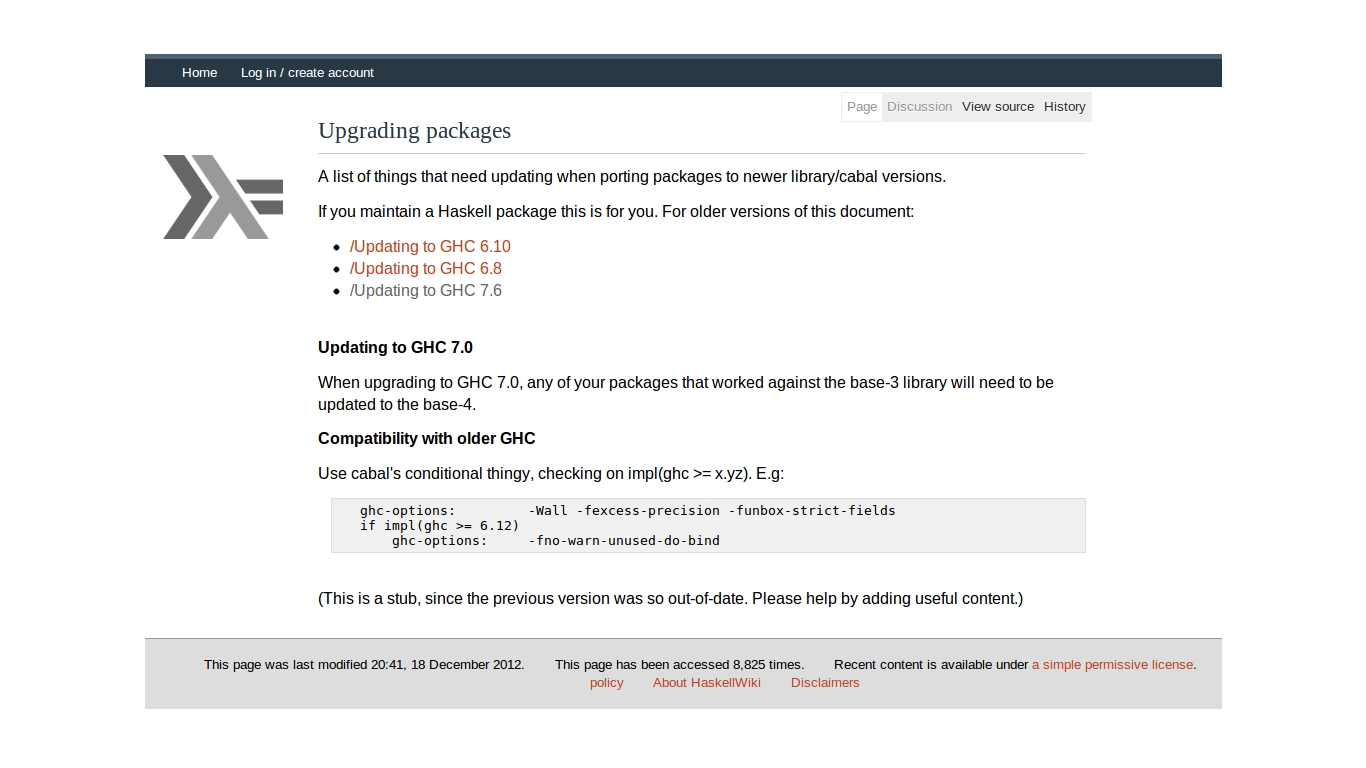 Home Log in / create account
Page Discussion View source History
Upgrading packages
A list of things that need updating when porting packages to newer library/cabal versions.
If you maintain a Haskell package this is for you. For older versions of this document:
/Updating to GHC 6.10
/Updating to GHC 6.8
/Updating to GHC 7.6
Updating to GHC 7.0
When upgrading to GHC 7.0, any of your packages that worked against the base-3 library will need to be
updated to the base-4.
Compatibility with older GHC
Use cabal's conditional thingy, checking on impl(ghc >= x.yz). E.g:
ghc-options: -Wall -fexcess-precision -funbox-strict-fields
if impl(ghc >= 6.12)
ghc-options: -fno-warn-unused-do-bind
(This is a stub, since the previous version was so out-of-date. Please help by adding useful content.)
This page was last modified 20:41, 18 December 2012. This page has been accessed 8,825 times. Recent content is available under a simple permissive license.
policy About HaskellWiki Disclaimers